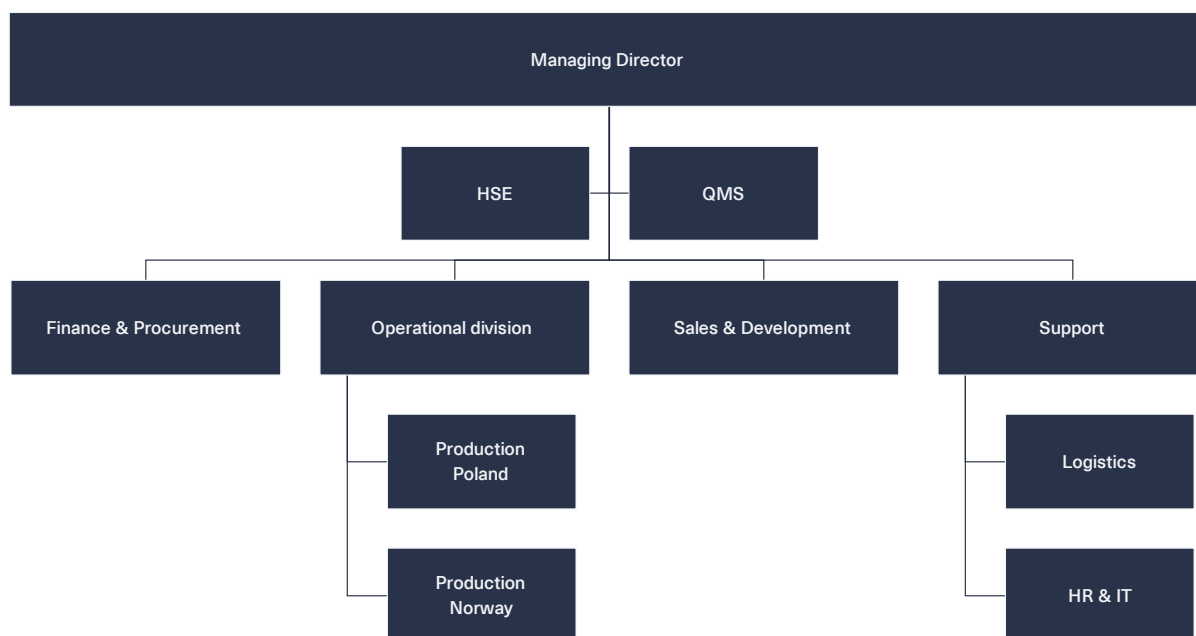 Managing Director
HSE
QMS
Finance & Procurement
Operational division
Sales & Development
Support
Production
Poland
Logistics
Production
Norway
HR & IT